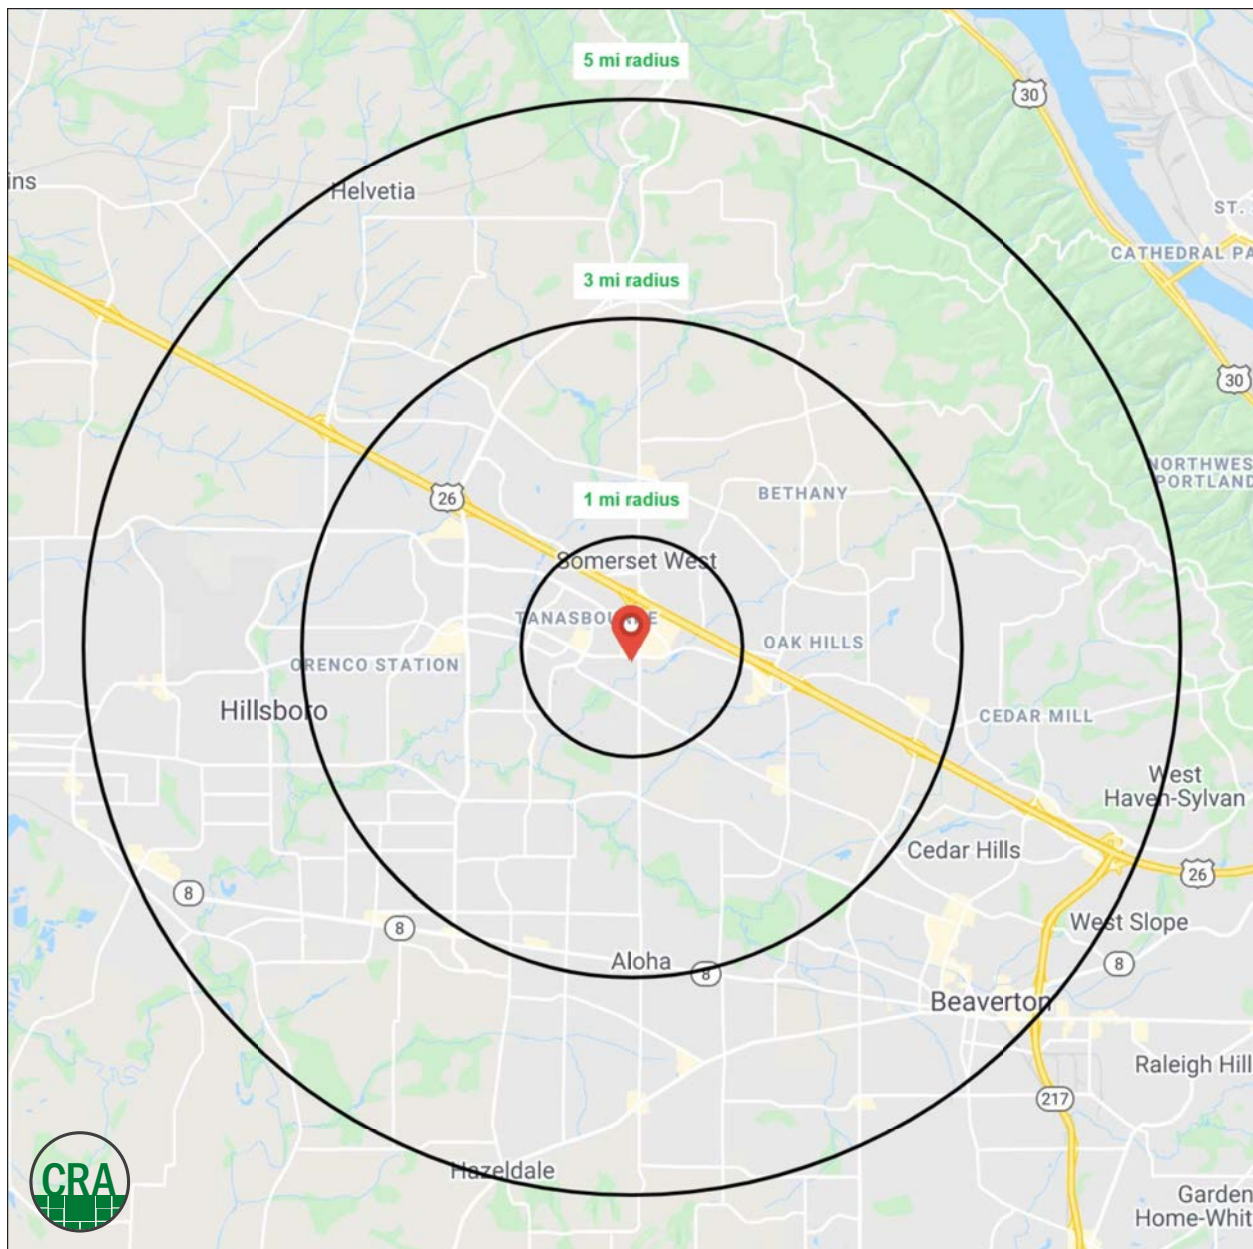 5 mi radius
30
Helvetia
ins
ST.
CATHEDRAL PA
3 mi radius
30
26
1 mi radius
BETHANY
NORTHWES
PORTLAND
Somerset West
TANASBOURNE
OAK HILLS
ORENCO STATION
Hillsboro
CEDAR MILL
West
Haven-Sylvan
Cedar Hills
26
8
8
West Slope
8
Aloha
8
Beaverton
Raleigh Hill
217
Hazeldale
CRA
Garden
Home-Whit